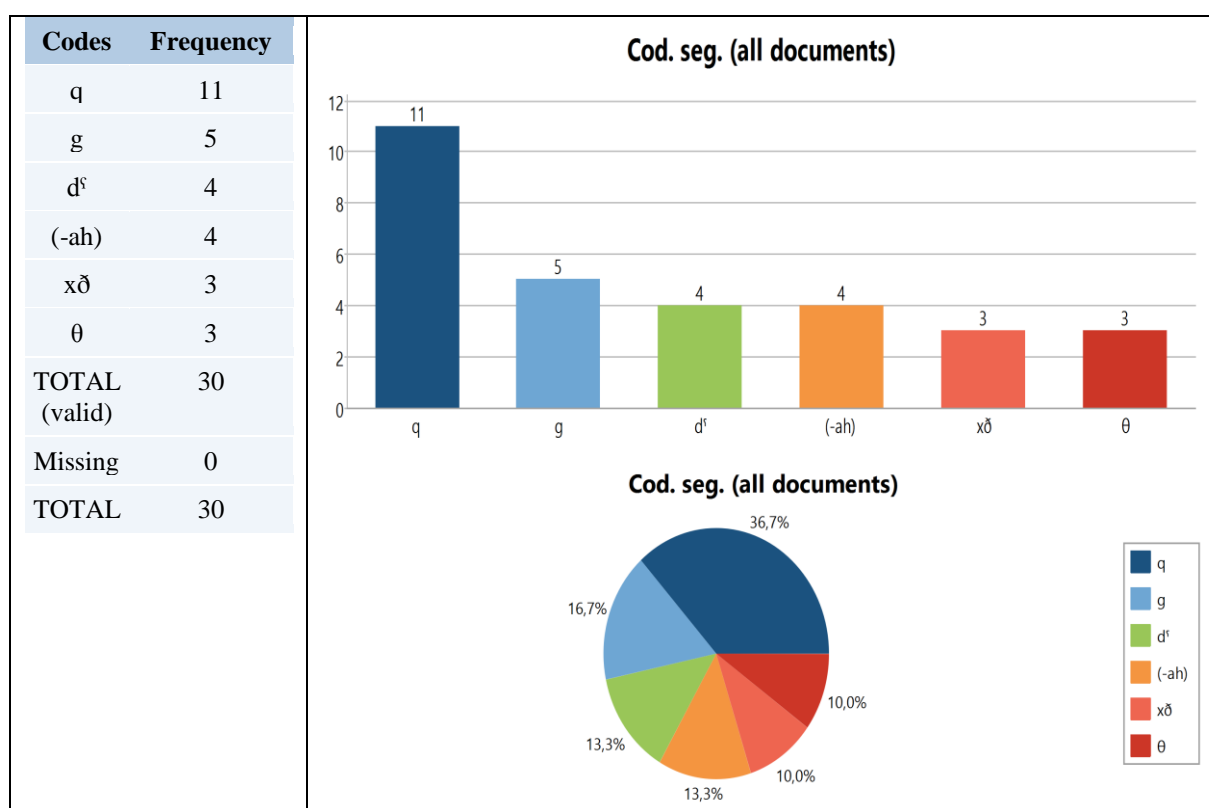 Codes Frequency
q 11
g 5
dˤ 4
(-ah) 4
xð 3
θ 3
TOTAL 30
(valid)
Missing 0
TOTAL 30
Cod. seg. (all documents)
12
10
8
6
4
2
0
11
5
4
4
3
3
q g dˤ (-ah) xð θ
Cod. seg. (all documents)
36,7%
16,7%
13,3%
13,3%
10,0%
10,0%
q
g
dˤ
(-ah)
xð
θ